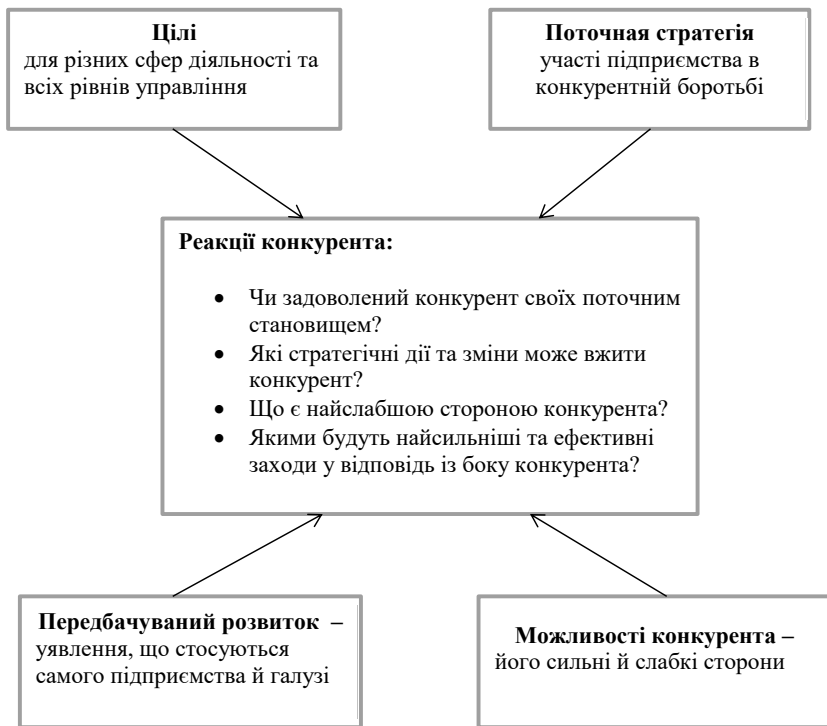 Цілі
для різних сфер діяльності та
всіх рівнів управління
Поточная стратегія
участі підприємства в
конкурентній боротьбі
Реакції конкурента:
• Чи задоволений конкурент своїх поточним
становищем?
• Які стратегічні дії та зміни може вжити
конкурент?
• Що є найслабшою стороною конкурента?
• Якими будуть найсильніші та ефективні
заходи у відповідь із боку конкурента?
Передбачуваний розвиток –
уявлення, що стосуються
самого підприємства й галузі
Можливості конкурента –
його сильні й слабкі сторони